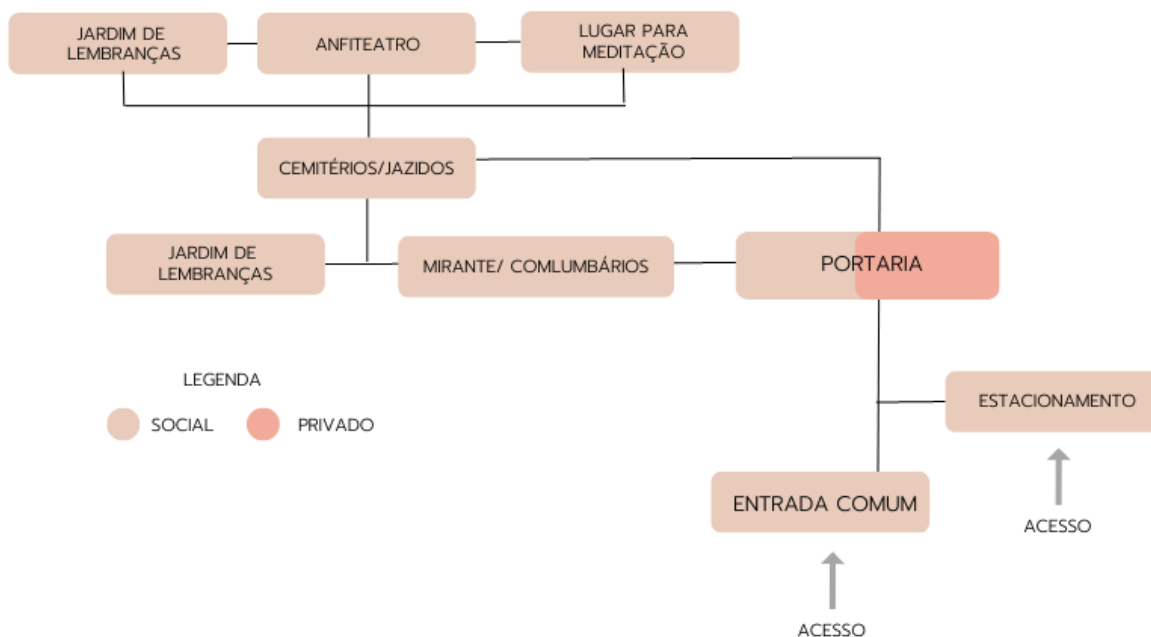 JARDIM DE
LEMBRANÇAS
ANFITEATRO
LUGAR PARA
MEDITAÇÃO
CEMITÉRIOS/JAZIDOS
JARDIM DE
LEMBRANÇAS
MIRANTE/ COMLUMBÁRIOS
PORTARIA
LEGENDA
SOCIAL
PRIVADO
ESTACIONAMENTO
ENTRADA COMUM
ACESSO
ACESSO